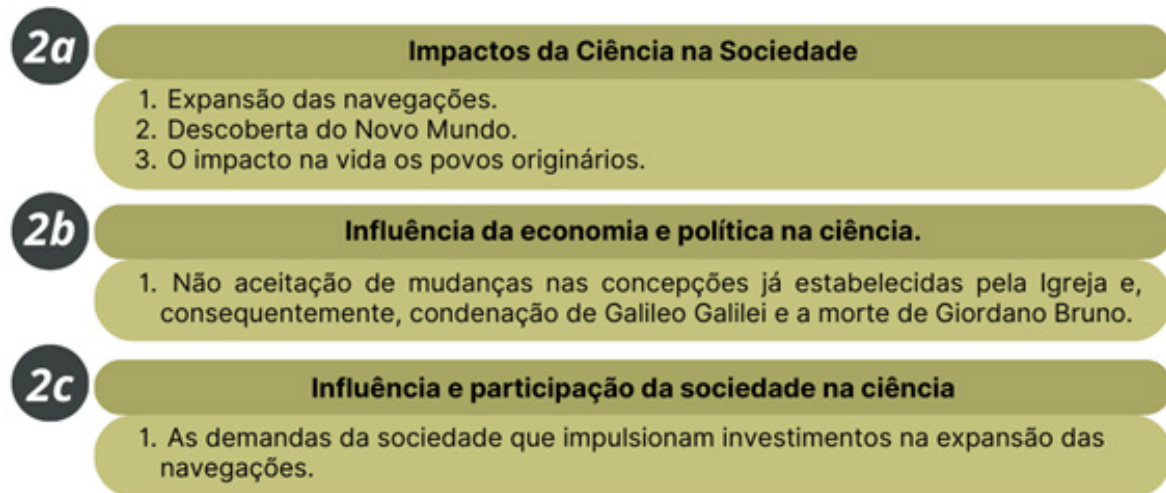 2a
Impactos da Ciência na Sociedade
1. Expansão das navegações.
2. Descoberta do Novo Mundo.
3. O impacto na vida os povos originários.
2b
Influência da economia e política na ciência.
1. Não aceitação de mudanças nas concepções já estabelecidas pela Igreja e,
consequentemente, condenação de Galileo Galilei e a morte de Giordano Bruno.
2c
Influência e participação da sociedade na ciência
1. As demandas da sociedade que impulsionam investimentos na expansão das
navegações.